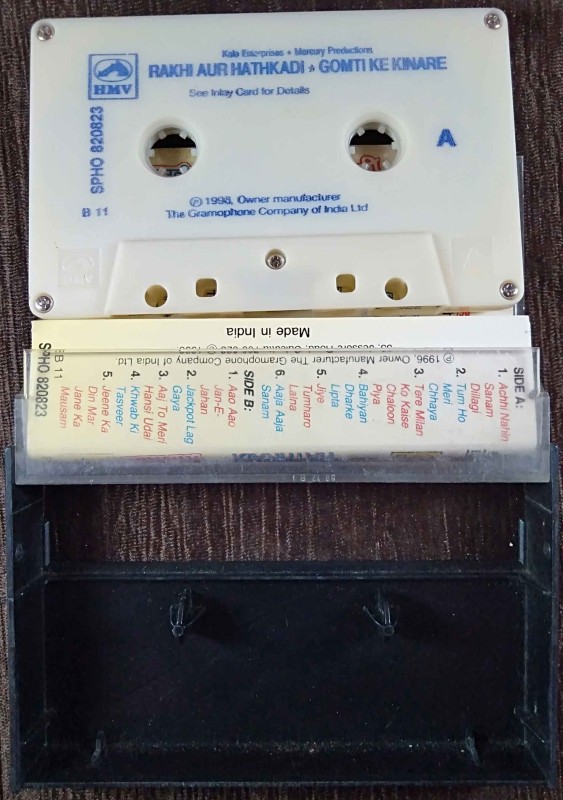 Kala Enterprises + Mercury Productions
RAKHI AUR HATHKADI ★ GOMTI KE KINARE
HMV
See Inlay Card for Details
SPHO 820823
A
B 11
℗ 1996, Owner manufacturer
The Gramophone Company of India Ltd
HMV
Made in India
℗ 1996, Owner Manufacturer The Gramophone Company of India Ltd
B 11
SPHO 820823
SIDE A:
1. Achhi Nahin
Sanam
Dillagi
2. Tum Ho
Meri
Chhaya
3. Tere Milan
Ko Kaise
Chaloon
Piya
4. Baniyan
Dharke
Lipta
5. Jiye
Tumharo
Lalna
6. Aaja Aaja
Sanam
SIDE B:
1. Aao Aao
Jan-E-
Jahan
2. Jackpot Lag
Gaya
3. Aaj To Meri
Hansi Udai
4. Khwab Ki
Tasveer
5. Jeene Ka
Din Mar
Jane Ka
Mausam